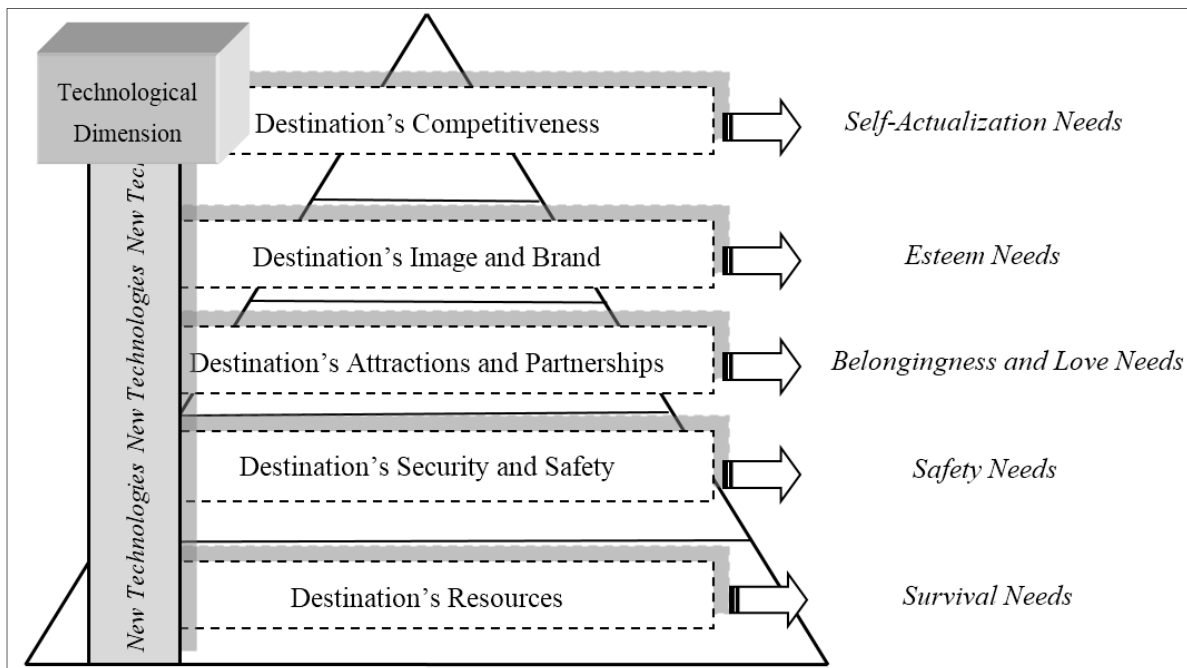 Technological
Dimension
Destination’s Competitiveness
Self-Actualization Needs
Destination’s Image and Brand
Esteem Needs
Destination’s Attractions and Partnerships
Belongingness and Love Needs
Destination’s Security and Safety
Safety Needs
Destination’s Resources
Survival Needs
New Technologies New Technologies New Tech